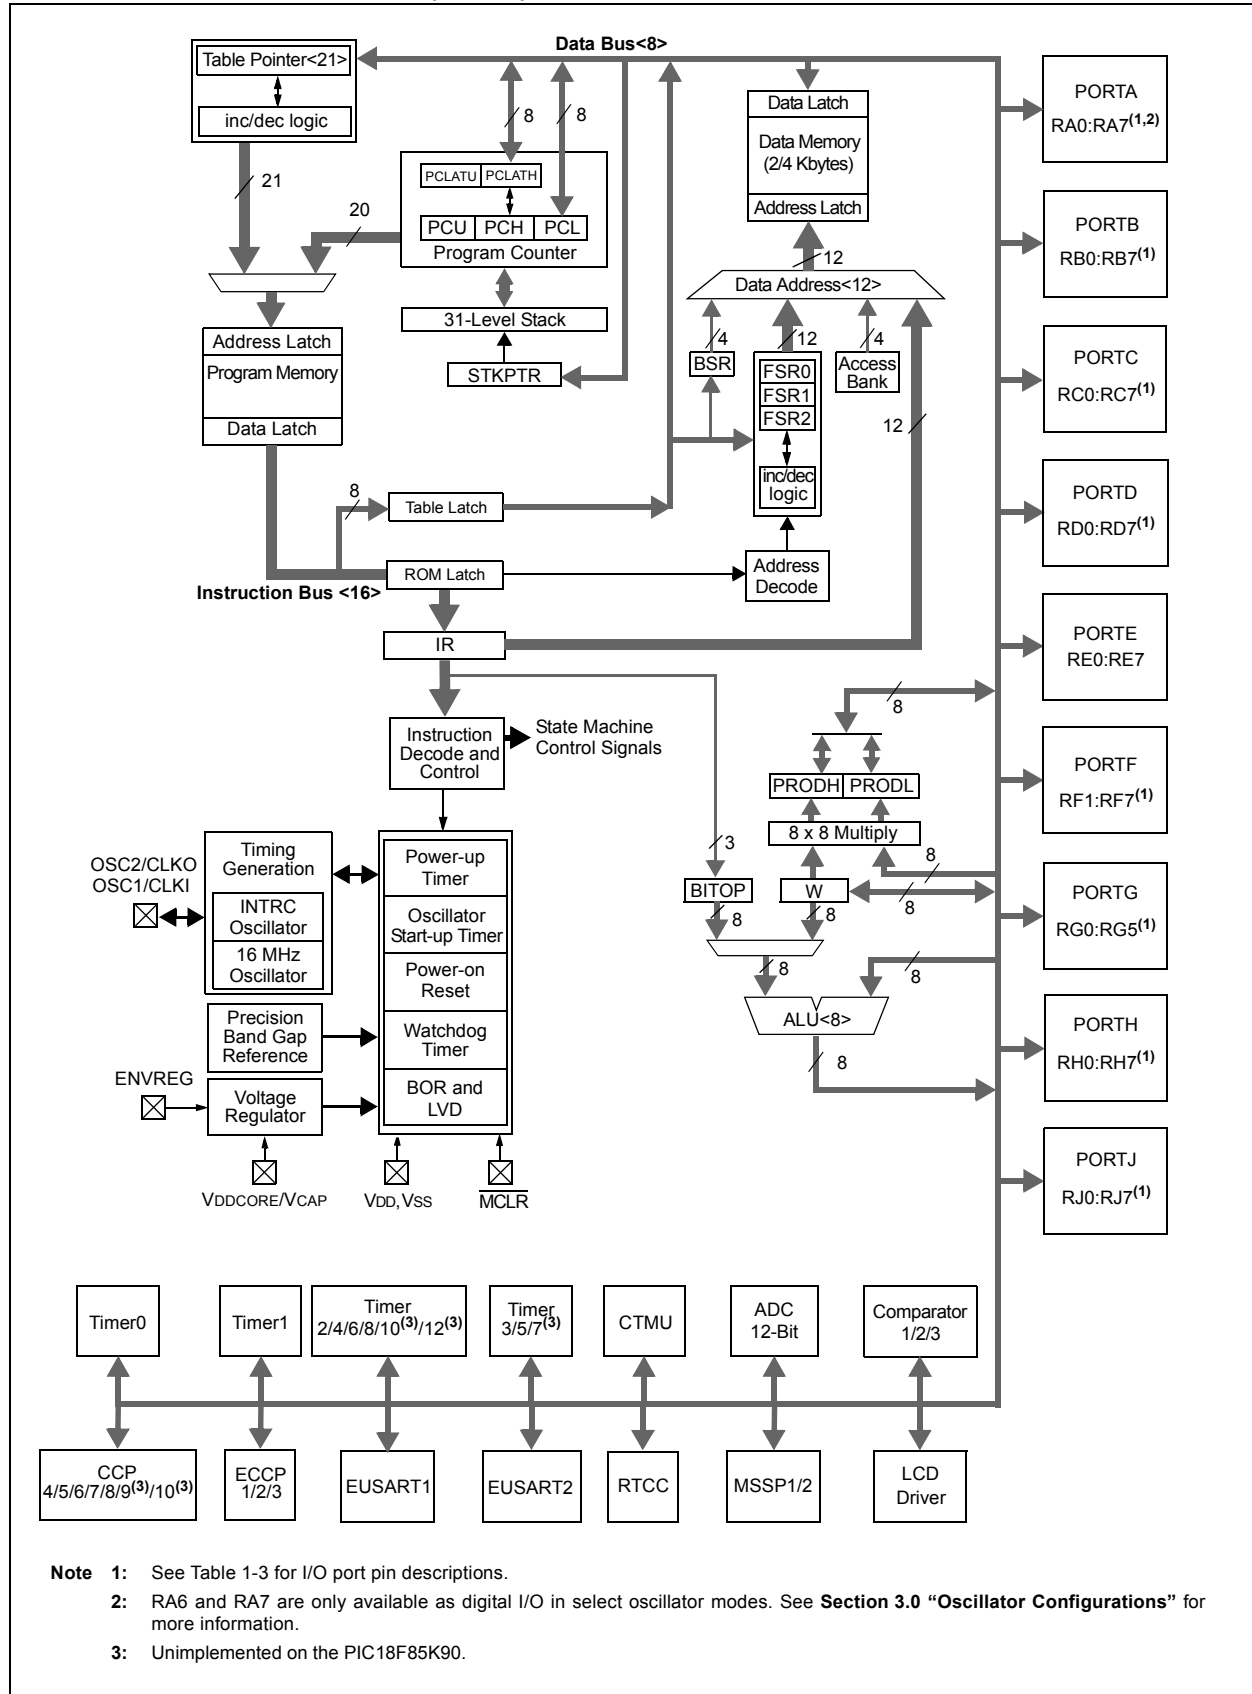 Data Bus<8>
Table Pointer<21>
inc/dec logic
21
20
8
8
PCLATU PCLATH
PCU PCH PCL
Program Counter
31-Level Stack
STKPTR
Address Latch
Program Memory
Data Latch
8
Table Latch
ROM Latch
Instruction Bus <16>
IR
Data Latch
Data Memory
(2/4 Kbytes)
Address Latch
12
Data Address<12>
4
12
4
BSR
FSR0
FSR1
FSR2
inc/dec
logic
Access
Bank
12
Address
Decode
Instruction
Decode and
Control
State Machine
Control Signals
8
PRODH PRODL
8 x 8 Multiply
3
8
BITOP
W
8
8
8
8
8
ALU<8>
8
OSC2/CLKO
OSC1/CLKI
Timing
Generation
INTRC
Oscillator
16 MHz
Oscillator
Precision
Band Gap
Reference
ENVREG
Voltage
Regulator
Power-up
Timer
Oscillator
Start-up Timer
Power-on
Reset
Watchdog
Timer
BOR and
LVD
VDDCORE/VCAP
VDD,VSS
MCLR
PORTA
RA0:RA7(1,2)
PORTB
RB0:RB7(1)
PORTC
RC0:RC7(1)
PORTD
RD0:RD7(1)
PORTE
RE0:RE7
PORTF
RF1:RF7(1)
PORTG
RG0:RG5(1)
PORTH
RH0:RH7(1)
PORTJ
RJ0:RJ7(1)
Timer0
Timer1
Timer
2/4/6/8/10(3)/12(3)
Timer
3/5/7(3)
CTMU
ADC
12-Bit
Comparator
1/2/3
CCP
4/5/6/7/8/9(3)/10(3)
ECCP
1/2/3
EUSART1
EUSART2
RTCC
MSSP1/2
LCD
Driver
Note 1: See Table 1-3 for I/O port pin descriptions.
2: RA6 and RA7 are only available as digital I/O in select oscillator modes. See Section 3.0 “Oscillator Configurations” for
more information.
3: Unimplemented on the PIC18F85K90.